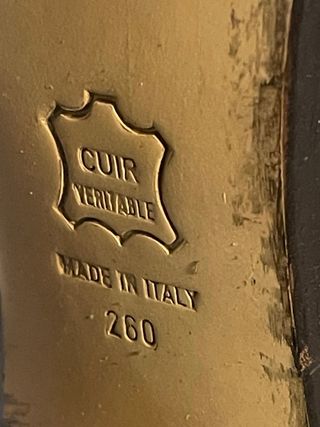 CUIR
VERITABLE
MADE IN ITALY
260